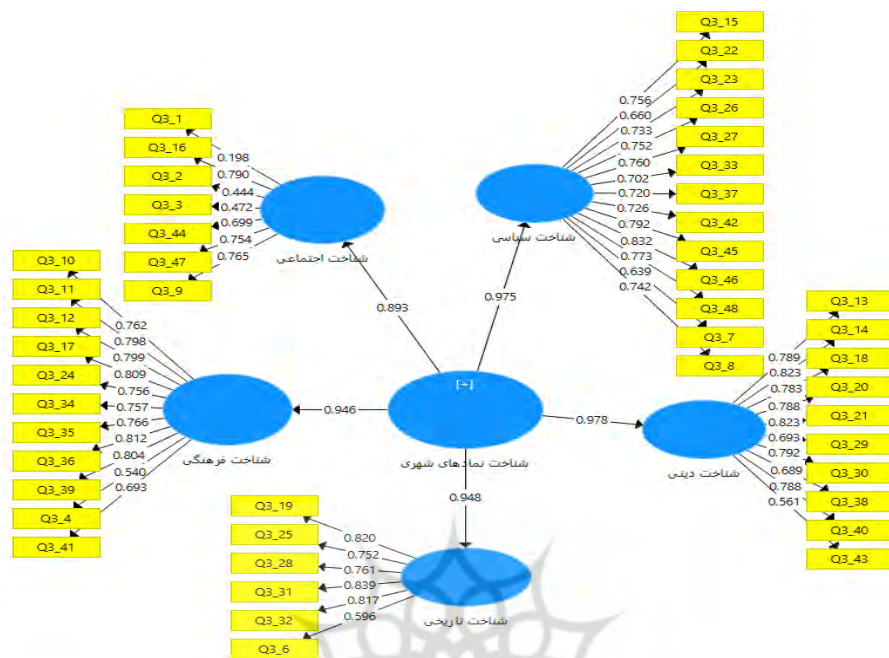 Q3_1
Q3_16
Q3_2
Q3_3
Q3_44
Q3_47
Q3_9
0.198
0.790
0.444
0.472
0.699
0.754
0.765
شناخت اجتماعی
Q3_15
Q3_22
Q3_23
Q3_26
Q3_27
Q3_33
Q3_37
Q3_42
Q3_45
Q3_46
Q3_48
Q3_7
Q3_8
0.756
0.660
0.733
0.752
0.760
0.702
0.720
0.726
0.792
0.832
0.773
0.639
0.742
شناخت سیاسی
0.893
0.975
Q3_10
Q3_11
Q3_12
Q3_17
Q3_24
Q3_34
Q3_35
Q3_36
Q3_39
Q3_4
Q3_41
0.762
0.798
0.799
0.809
0.756
0.757
0.766
0.812
0.804
0.540
0.693
شناخت فرهنگی
0.946
[+]
شناخت نمادهای شهری
0.978
Q3_13
Q3_14
Q3_18
Q3_20
Q3_21
Q3_29
Q3_30
Q3_38
Q3_40
Q3_43
0.789
0.823
0.783
0.788
0.823
0.693
0.792
0.689
0.788
0.561
شناخت دینی
0.948
Q3_19
Q3_25
Q3_28
Q3_31
Q3_32
Q3_6
0.820
0.752
0.761
0.839
0.817
0.596
شناخت تاریخی